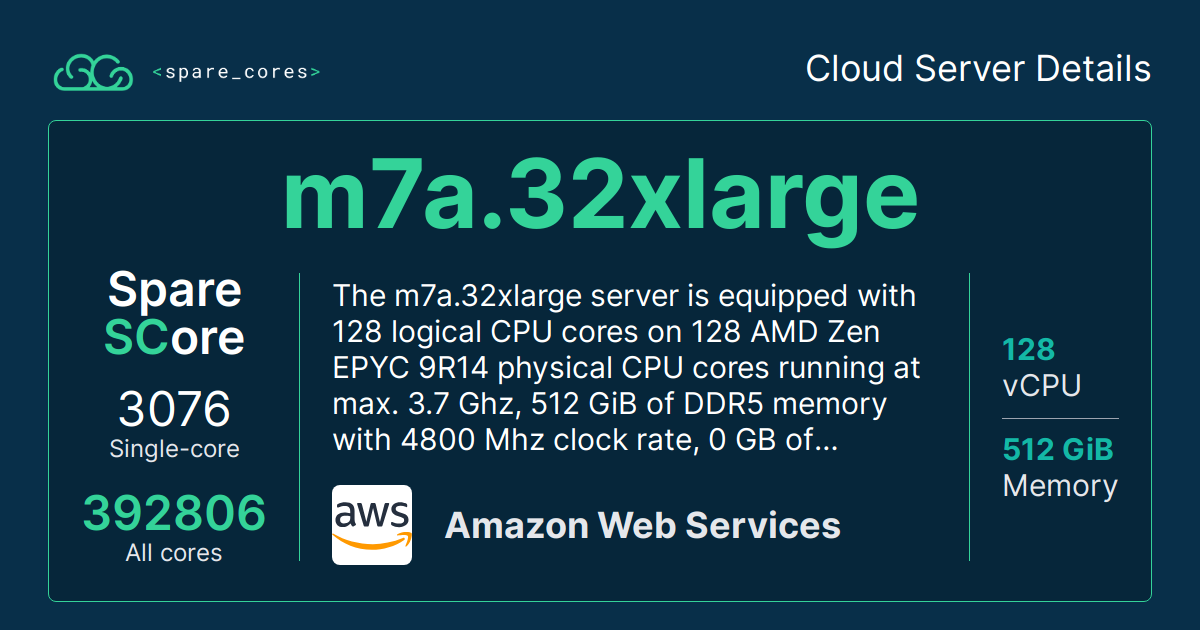 <spare_cores>
Cloud Server Details
m7a.32xlarge
Spare
SCore
3076
Single-core
392806
All cores
The m7a.32xlarge server is equipped with
128 logical CPU cores on 128 AMD Zen
EPYC 9R14 physical CPU cores running at
max. 3.7 Ghz, 512 GiB of DDR5 memory
with 4800 Mhz clock rate, 0 GB of...
aws
Amazon Web Services
128
vCPU
512 GiB
Memory